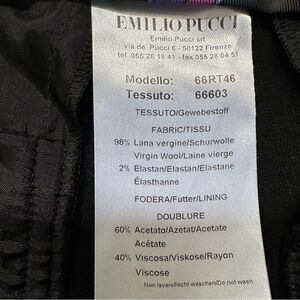 EMILIO PUCCI
Emilio Pucci srl
via de' Pucci 6 - 50122 Firenze
tel. 055 26 18 41 - fax.055 28 04 51
Modello: 66RT46
Tessuto: 66603
TESSUTO/Gewebestoff
FABRIC/TISSU
98% Lana vergine/Schurwolle
Virgin Wool/Laine vierge
2% Elastan/Elastan/Elastane
Élasthanne
FODERA/Futter/LINING
DOUBLURE
60% Acetato/Azetat/Acetate
Acétate
40% Viscosa/Viskose/Rayon
Viscose
Non lavare/Nicht waschen/Do not wash